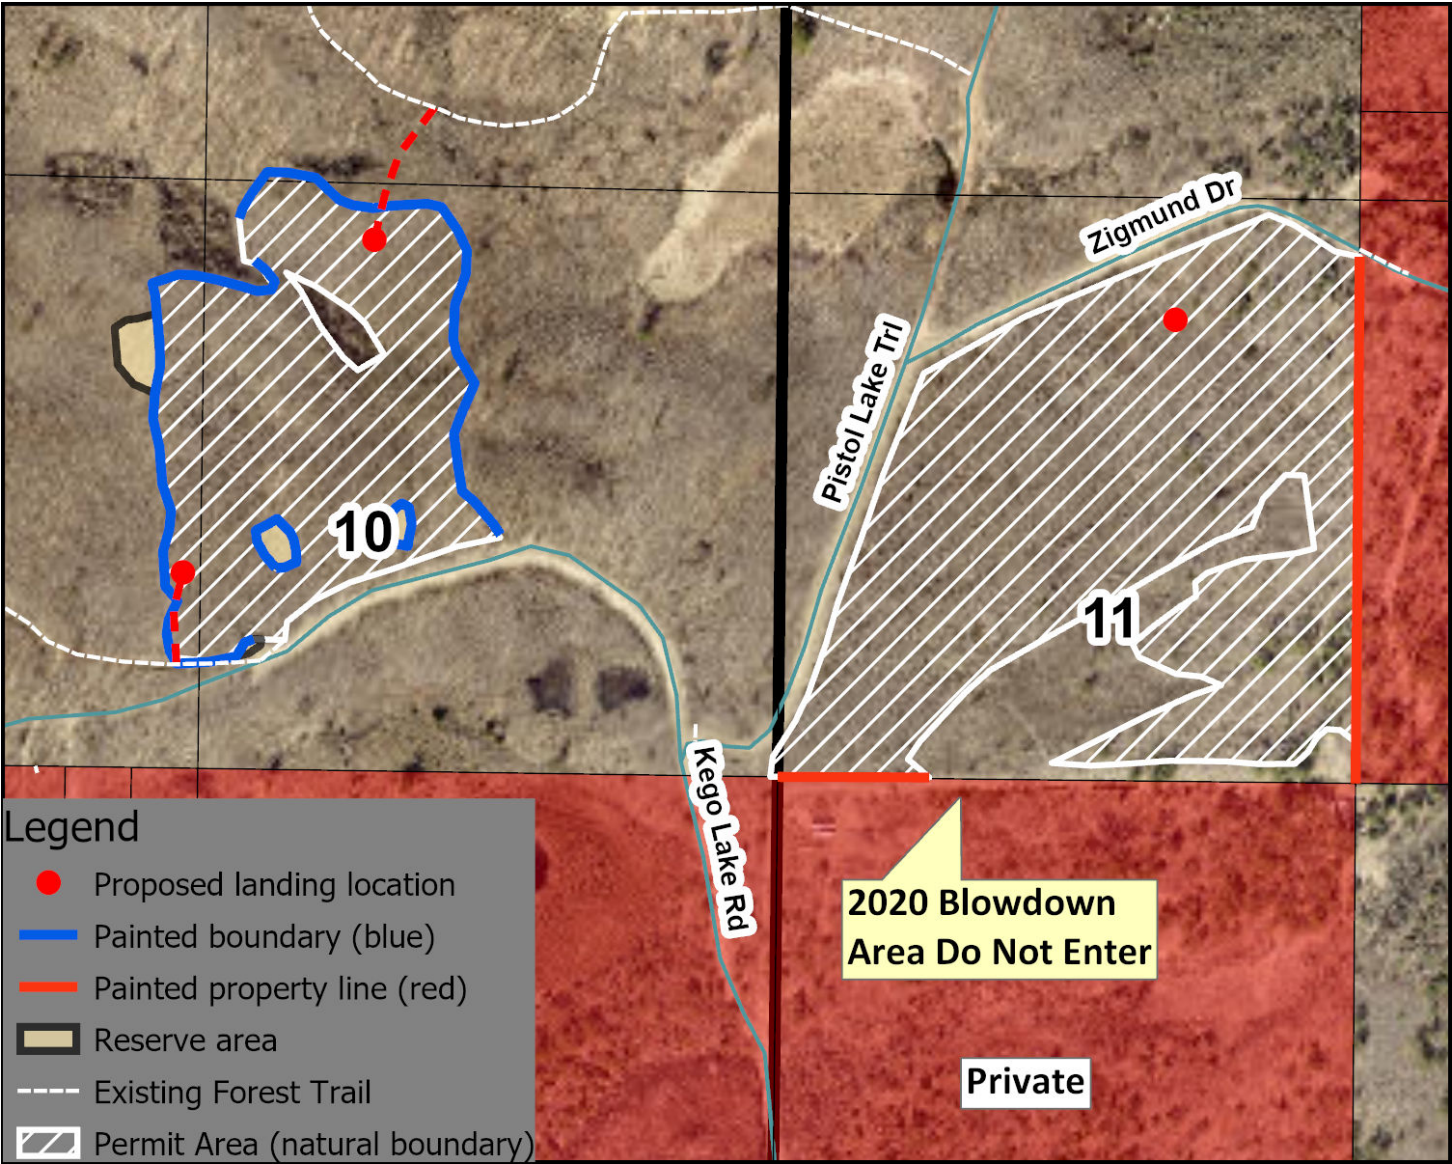 Zigmund Dr
Pistol Lake Trl
10
11
Kego Lake Rd
2020 Blowdown
Area Do Not Enter
Private
Legend
Proposed landing location
Painted boundary (blue)
Painted property line (red)
Reserve area
Existing Forest Trail
Permit Area (natural boundary)